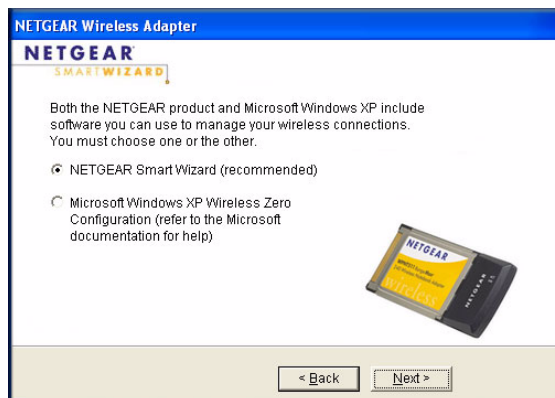 NETGEAR Wireless Adapter
NETGEAR
SMARTWIZARD
Both the NETGEAR product and Microsoft Windows XP include
software you can use to manage your wireless connections.
You must choose one or the other.
NETGEAR Smart Wizard (recommended)
Microsoft Windows XP Wireless Zero
Configuration (refer to the Microsoft
documentation for help)
NETGEAR
wireless
NETGEAR
< Back
Next >